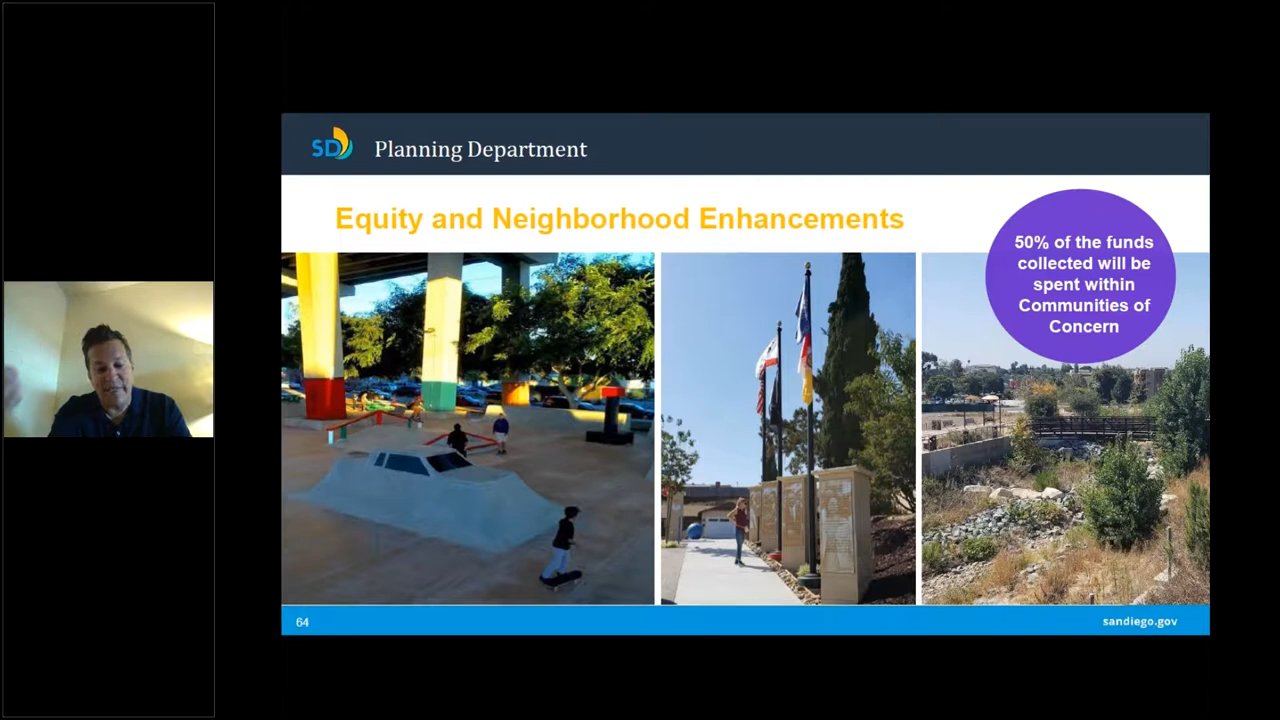 SD
Planning Department
Equity and Neighborhood Enhancements
50% of the funds
collected will be
spent within
Communities of
Concern
64
sandiego.gov